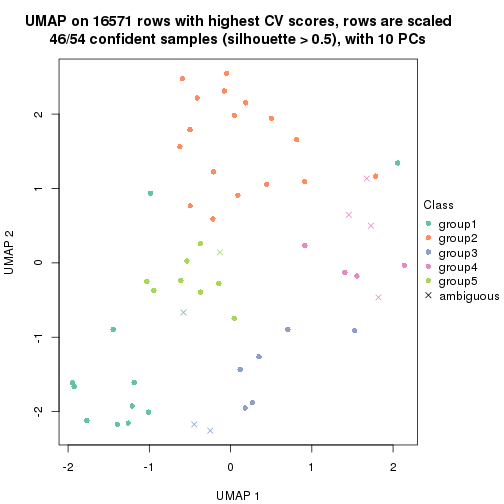 UMAP on 16571 rows with highest CV scores, rows are scaled
46/54 confident samples (silhouette > 0.5), with 10 PCs
UMAP 2
2
1
0
-1
-2
-2
-1
0
1
2
UMAP 1
Class
group1
group2
group3
group4
group5
ambiguous